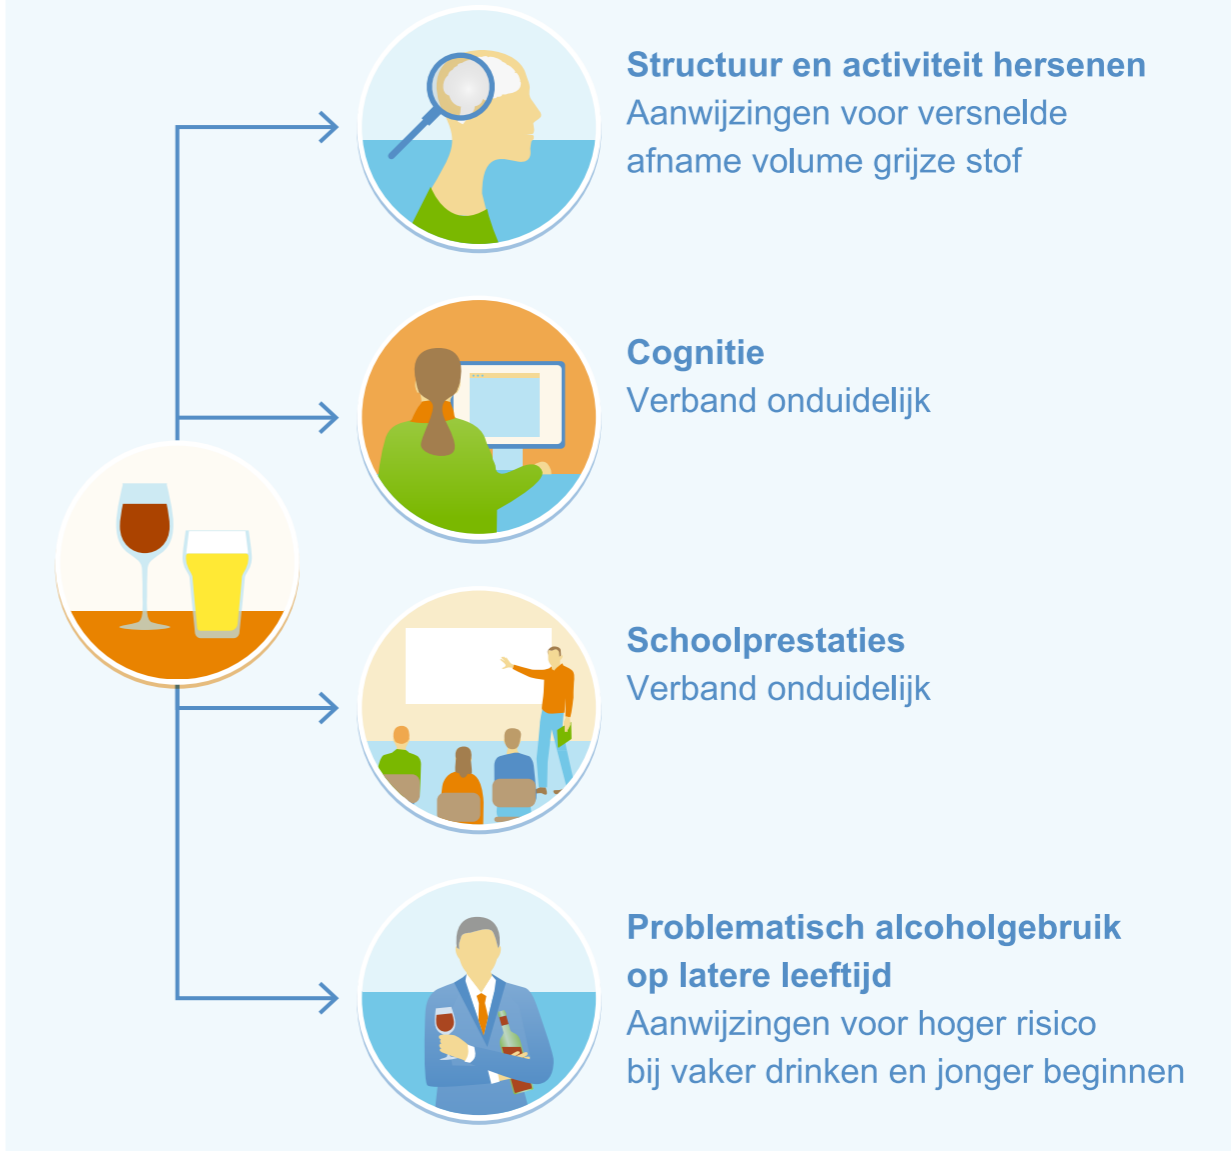 Structuur en activiteit hersenen
Aanwijzingen voor versnelde
afname volume grijze stof
Cognitie
Verband onduidelijk
Schoolprestaties
Verband onduidelijk
Problematisch alcoholgebruik
op latere leeftijd
Aanwijzingen voor hoger risico
bij vaker drinken en jonger beginnen